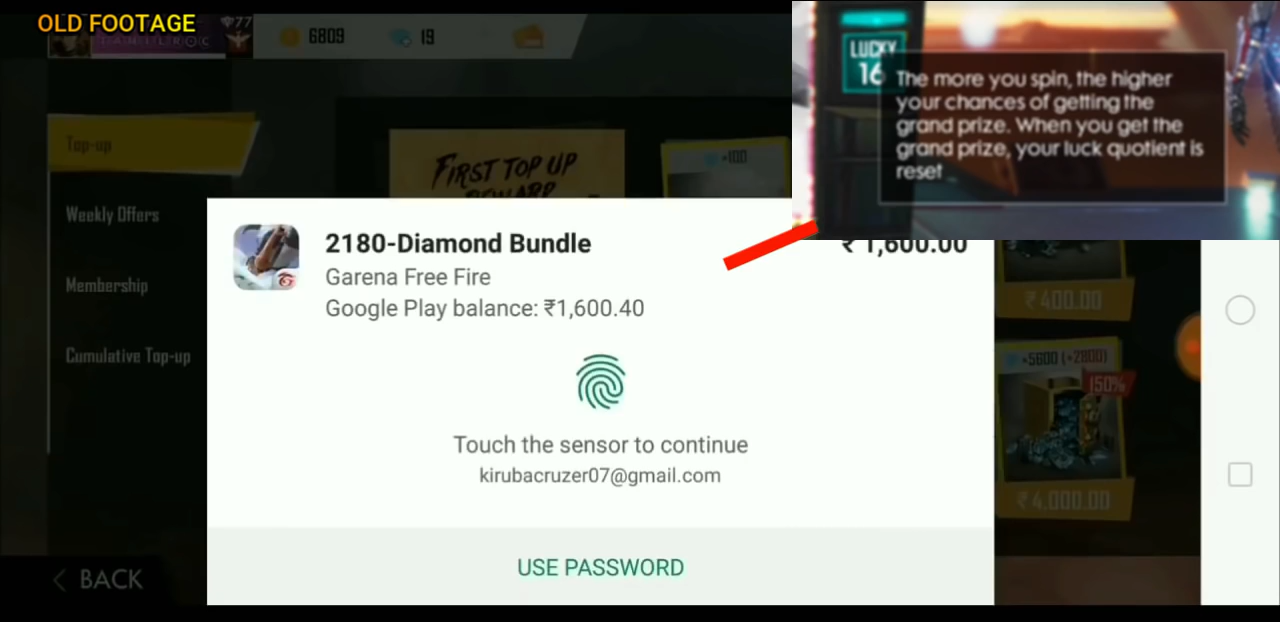 OLD FOOTAGE
77
6809
19
LUCKY
16
The more you spin, the higher
your chances of getting the
grand prize. When you get the
grand prize, your luck quotient is
reset
Top-up
Weekly Offers
Membership
Cumulative Top-up
FIRST TOP UP
REWARD
+100
2180-Diamond Bundle
₹ 1,600.00
Garena Free Fire
Google Play balance: ₹1,600.40
₹ 400.00
+5600 (+2800)
150%
₹ 4,000.00
Touch the sensor to continue
kirubacruzer07@gmail.com
USE PASSWORD
< BACK